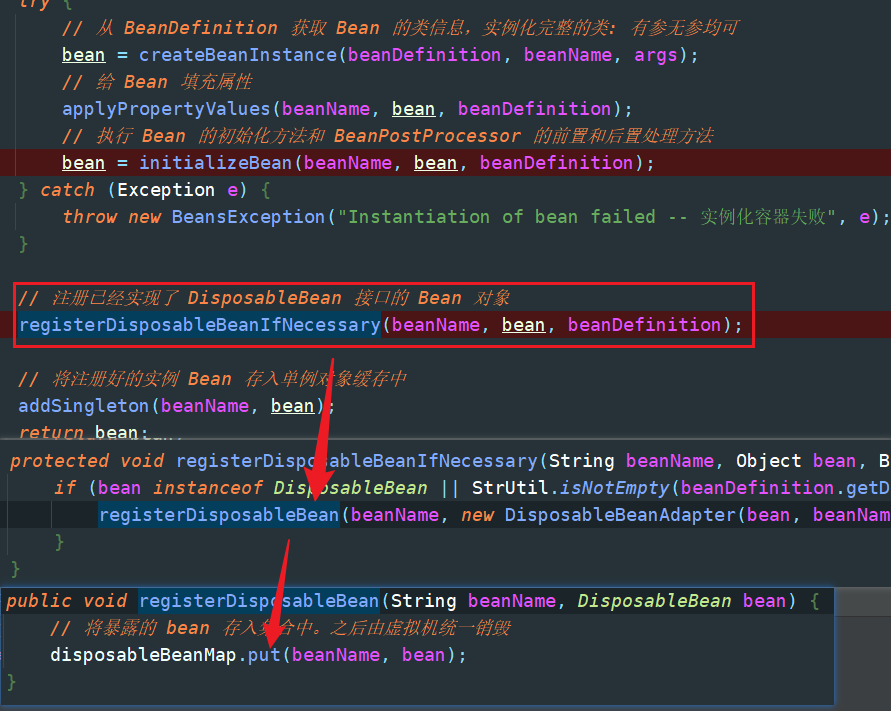 try {
// 从 BeanDefinition 获取 Bean 的类信息，实例化完整的类: 有参无参均可
bean = createBeanInstance(beanDefinition, beanName, args);
// 给 Bean 填充属性
applyPropertyValues(beanName, bean, beanDefinition);
// 执行 Bean 的初始化方法和 BeanPostProcessor 的前置和后置处理方法
bean = initializeBean(beanName, bean, beanDefinition);
} catch (Exception e) {
throw new BeansException("Instantiation of bean failed -- 实例化容器失败", e);
}
// 注册已经实现了 DisposableBean 接口的 Bean 对象
registerDisposableBeanIfNecessary(beanName, bean, beanDefinition);
// 将注册好的实例 Bean 存入单例对象缓存中
addSingleton(beanName, bean);
return bean;
protected void registerDisposableBeanIfNecessary(String beanName, Object bean, B
if (bean instanceof DisposableBean || StrUtil.isNotEmpty(beanDefinition.getD
registerDisposableBean(beanName, new DisposableBeanAdapter(bean, beanNam
}
}
public void registerDisposableBean(String beanName, DisposableBean bean) {
// 将暴露的 bean 存入集合中。之后由虚拟机统一销毁
disposableBeanMap.put(beanName, bean);
}